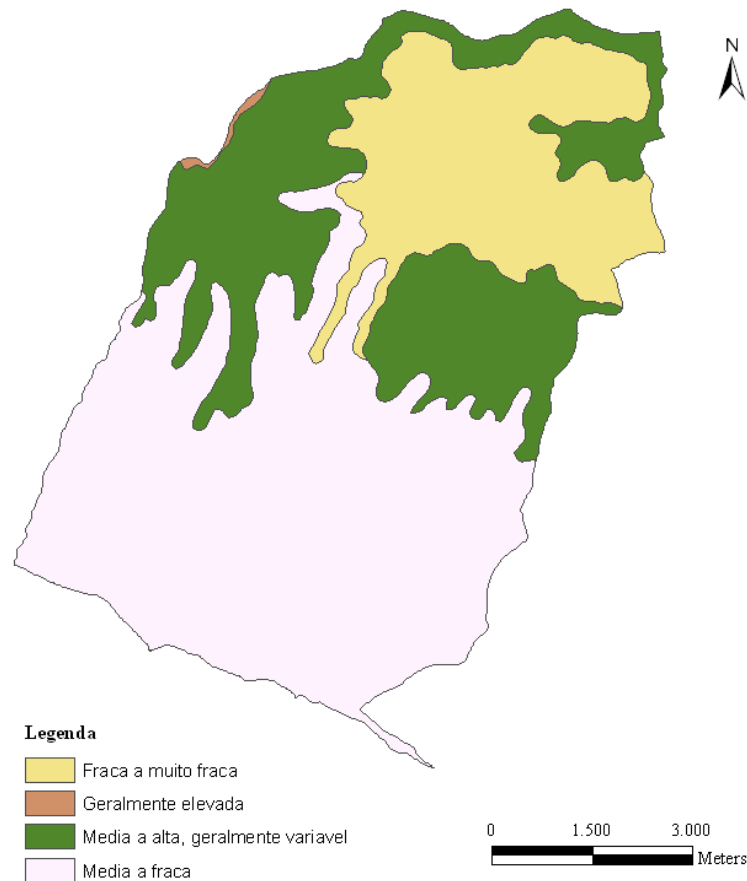 N
Legenda
Fraca a muito fraca
Geralmente elevada
Media a alta, geralmente variavel
Media a fraca
0 1.500 3.000
Meters